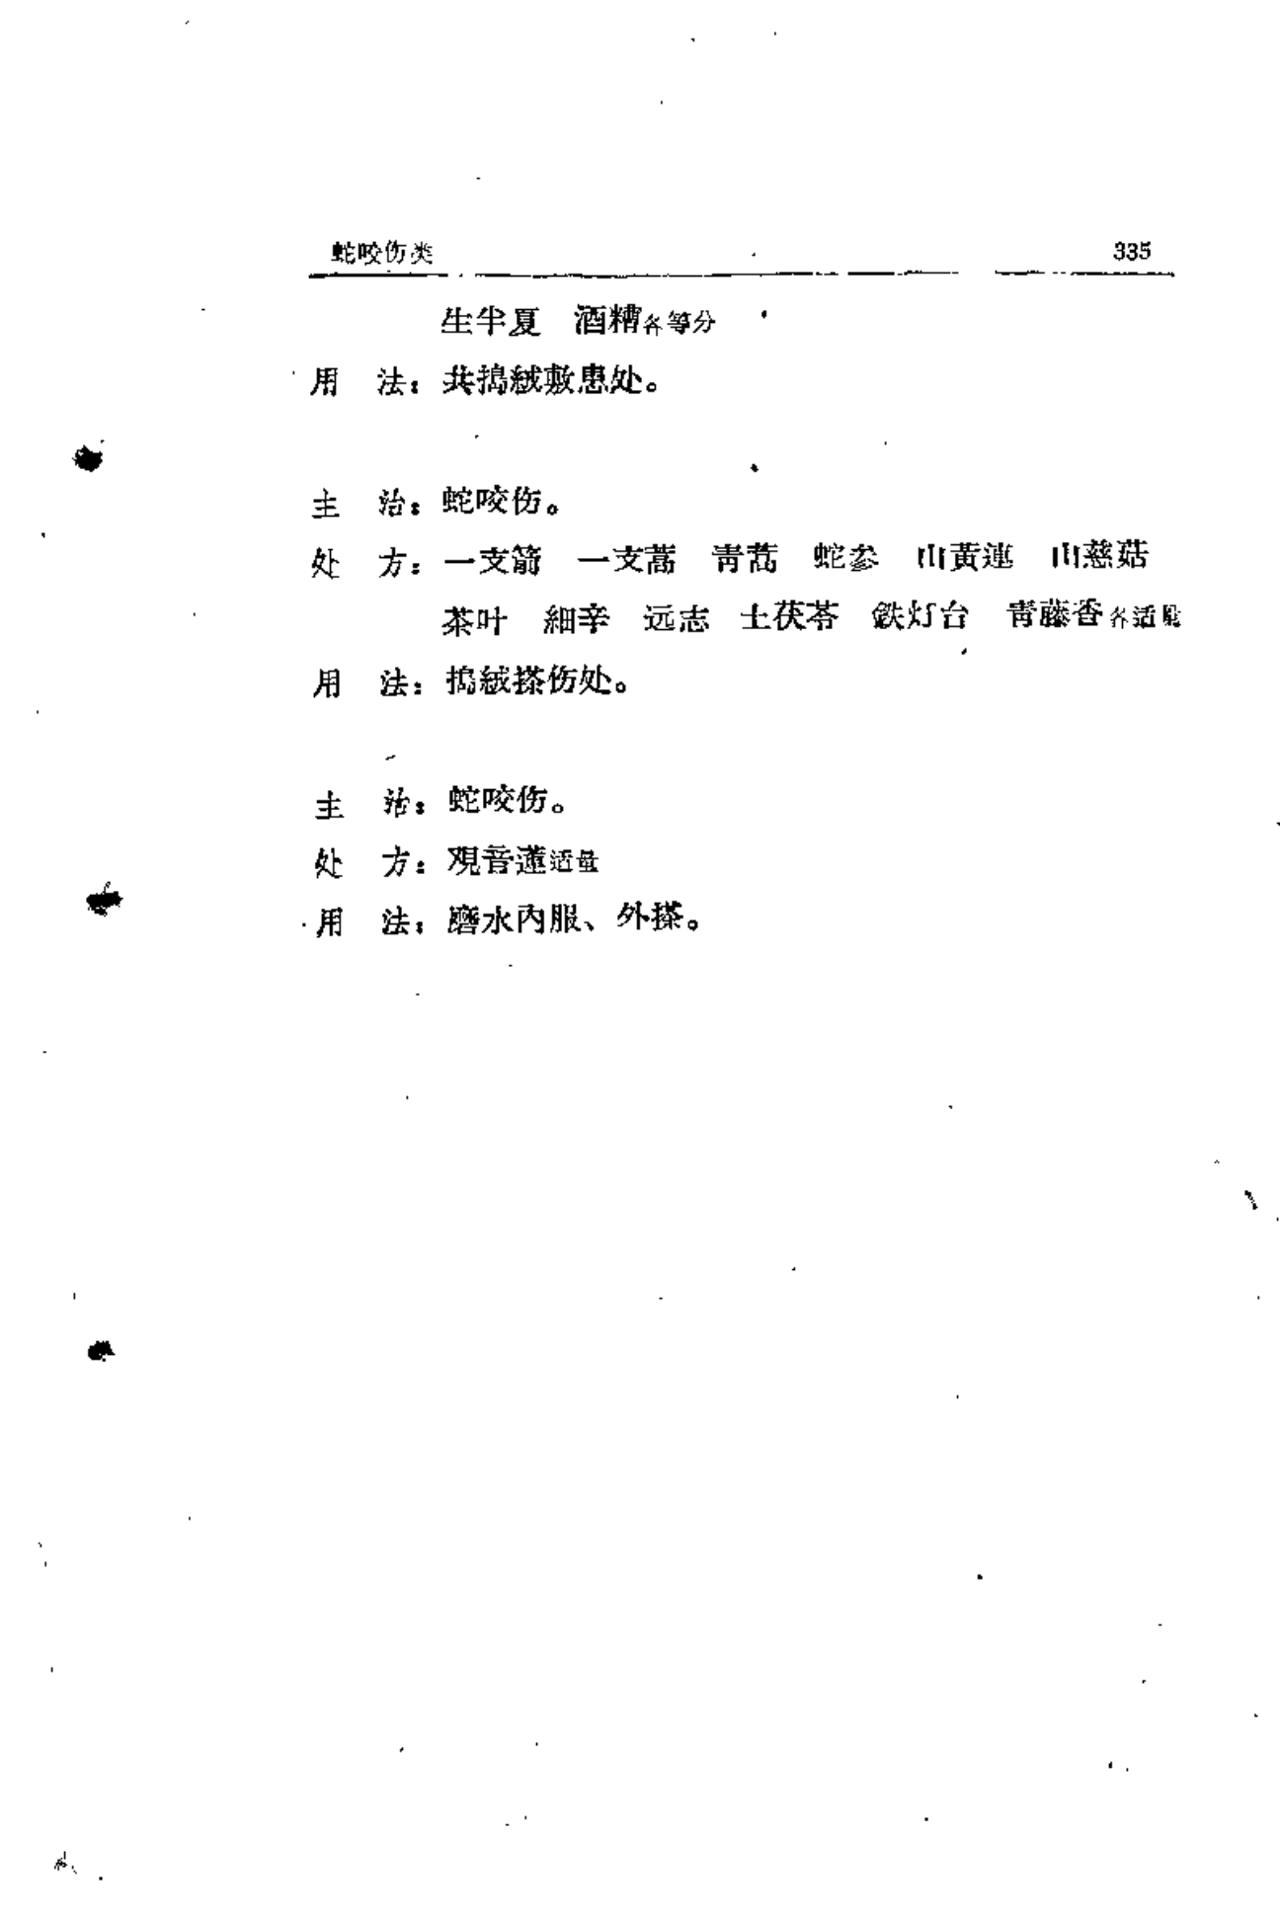 蛇咬伤类 335
生半夏 酒糟各等分
用 法：共搗絨敷患处。
主 治：蛇咬伤。
处 方：一支箭 一支蒿 青蒿 蛇参 山黃連 山慈菇
茶叶 細辛 远志 土茯苓 鉄灯台 青藤香各适量
用 法：搗絨搽伤处。
主 治：蛇咬伤。
处 方：观音蓮适量
用 法：磨水內服、外搽。